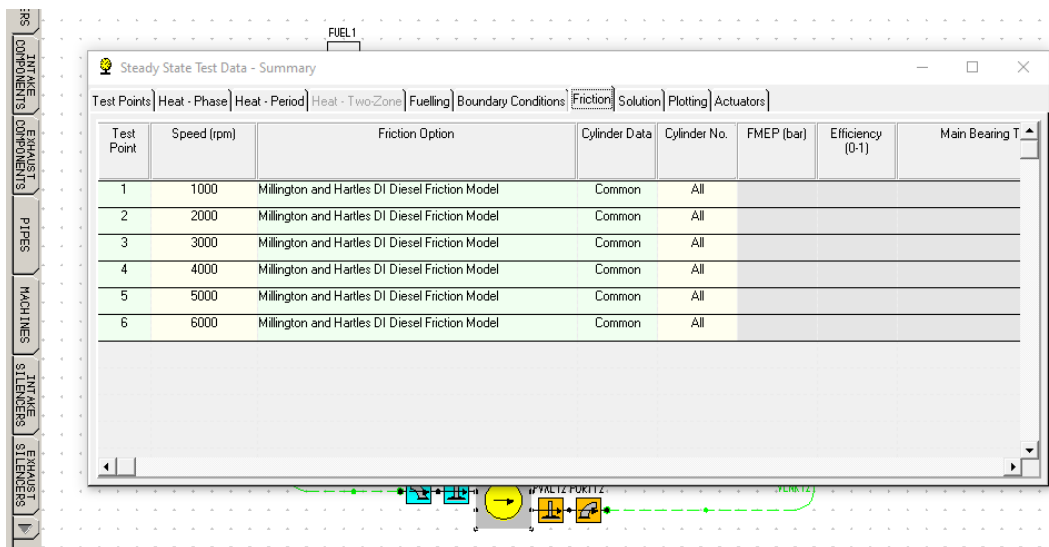 ERS
INTAKE
COMPONENTS
EXHAUST
COMPONENTS
PIPES
MACHINES
INTAKE
SILENCERS
EXHAUST
SILENCERS
FUEL1
Steady State Test Data - Summary
Test Points Heat - Phase Heat - Period Heat - Two-Zone Fuelling Boundary Conditions Friction Solution Plotting Actuators
Test Point Speed (rpm) Friction Option Cylinder Data Cylinder No. FMEP (bar) Efficiency (0-1) Main Bearing T
1 1000 Millington and Hartles DI Diesel Friction Model Common All
2 2000 Millington and Hartles DI Diesel Friction Model Common All
3 3000 Millington and Hartles DI Diesel Friction Model Common All
4 4000 Millington and Hartles DI Diesel Friction Model Common All
5 5000 Millington and Hartles DI Diesel Friction Model Common All
6 6000 Millington and Hartles DI Diesel Friction Model Common All